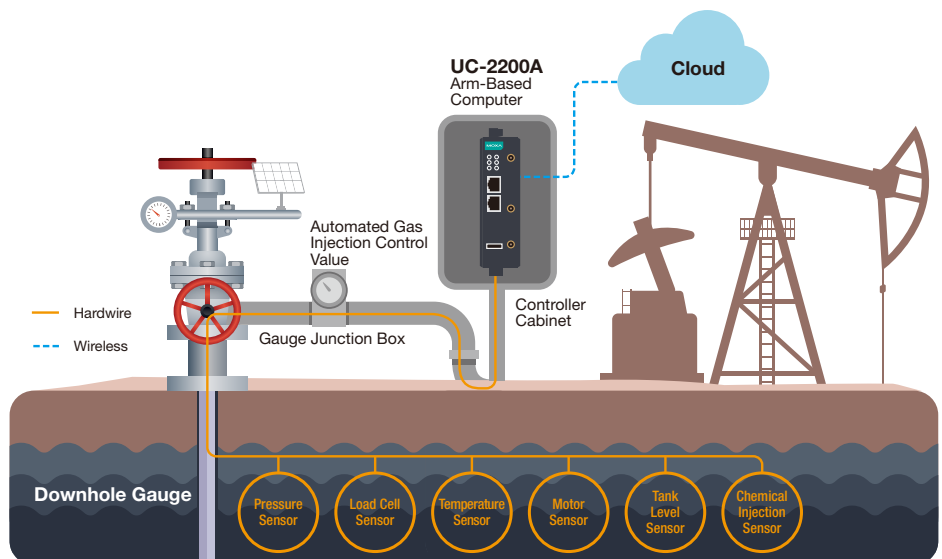 UC-2200A
Arm-Based
Computer
Cloud
MOXA
Automated Gas
Injection Control
Value
Hardwire
Wireless
Gauge Junction Box
Controller
Cabinet
Downhole Gauge
Pressure
Sensor
Load Cell
Sensor
Temperature
Sensor
Motor
Sensor
Tank
Level
Sensor
Chemical
Injection
Sensor